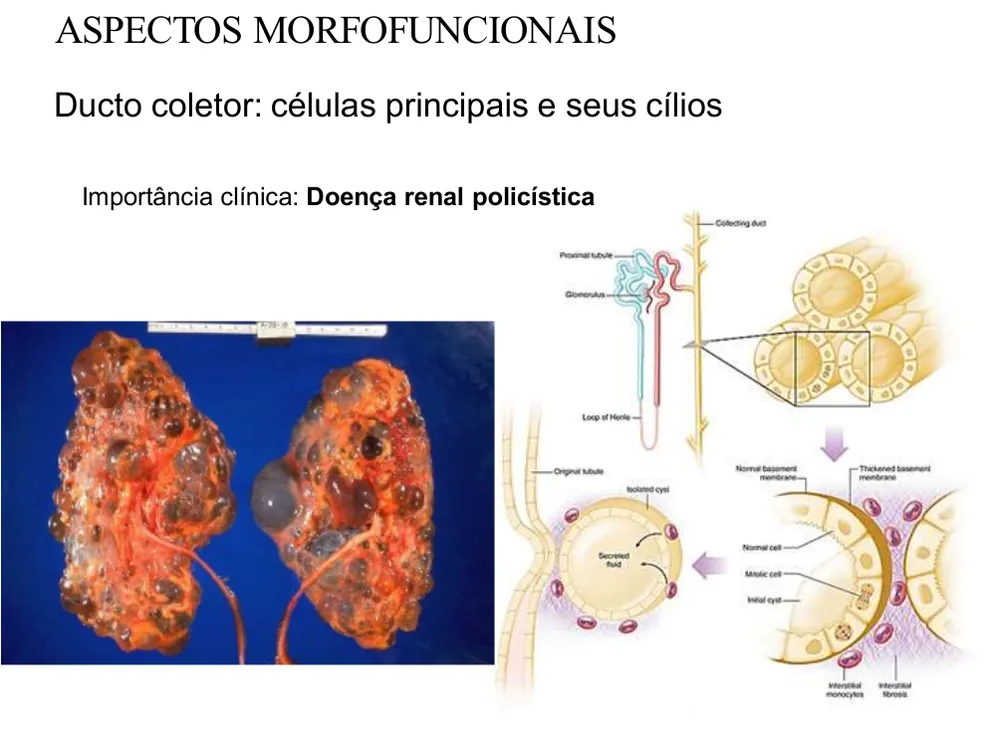 ASPECTOS MORFOFUNCIONAIS
Ducto coletor: células principais e seus cílios
Importância clínica: Doença renal policística
Collecting duct
Proximal tubule
Glomerulus
Loop of Henle
Original tubule
Isolated cyst
Secreted
fluid
Normal basement
membrane
Thickened basement
membrane
Normal cell
Mitotic cell
Initial cyst
Interstitial
monocytes
Interstitial
fibrosis